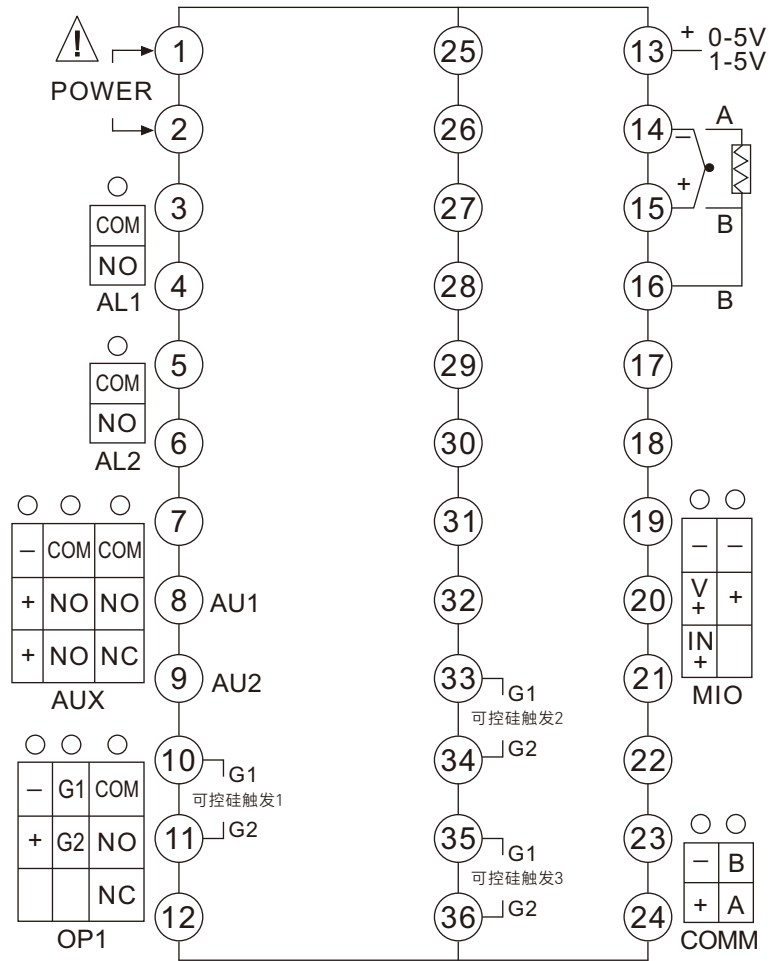 1 25 13 + 0-5V
1-5V
POWER
2 26 14 − A
3 27 15 + B
COM
NO
AL1
4 28 16 B
5 29 17
COM
NO
AL2
6 30 18
7 31 19
− COM COM
+ NO NO
+ NO NC
AUX
8 AU1 32 20
− −
V
+ +
IN
+
MIO
9 AU2 33 G1 21
可控硅触发2
34 G2 22
10 G1
可控硅触发1
11 G2
− G1 COM
+ G2 NO
NC
OP1
12
35 G1 23
可控硅触发3
36 G2 24
− B
+ A
COMM